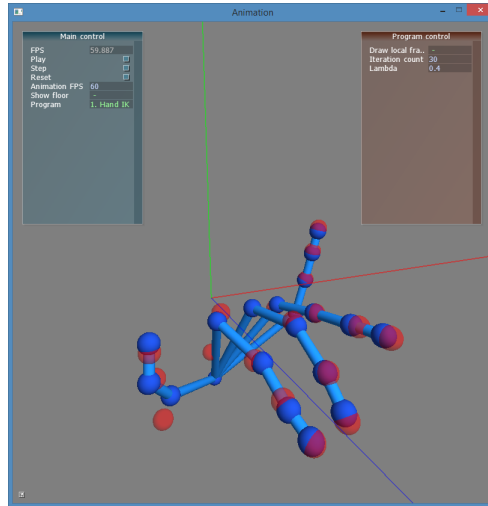 Animation
Main control
FPS 59.887
Play
Step
Reset
Animation FPS 60
Show floor -
Program 1. Hand IK
Program control
Draw local fra.. -
Iteration count 30
Lambda 0.4